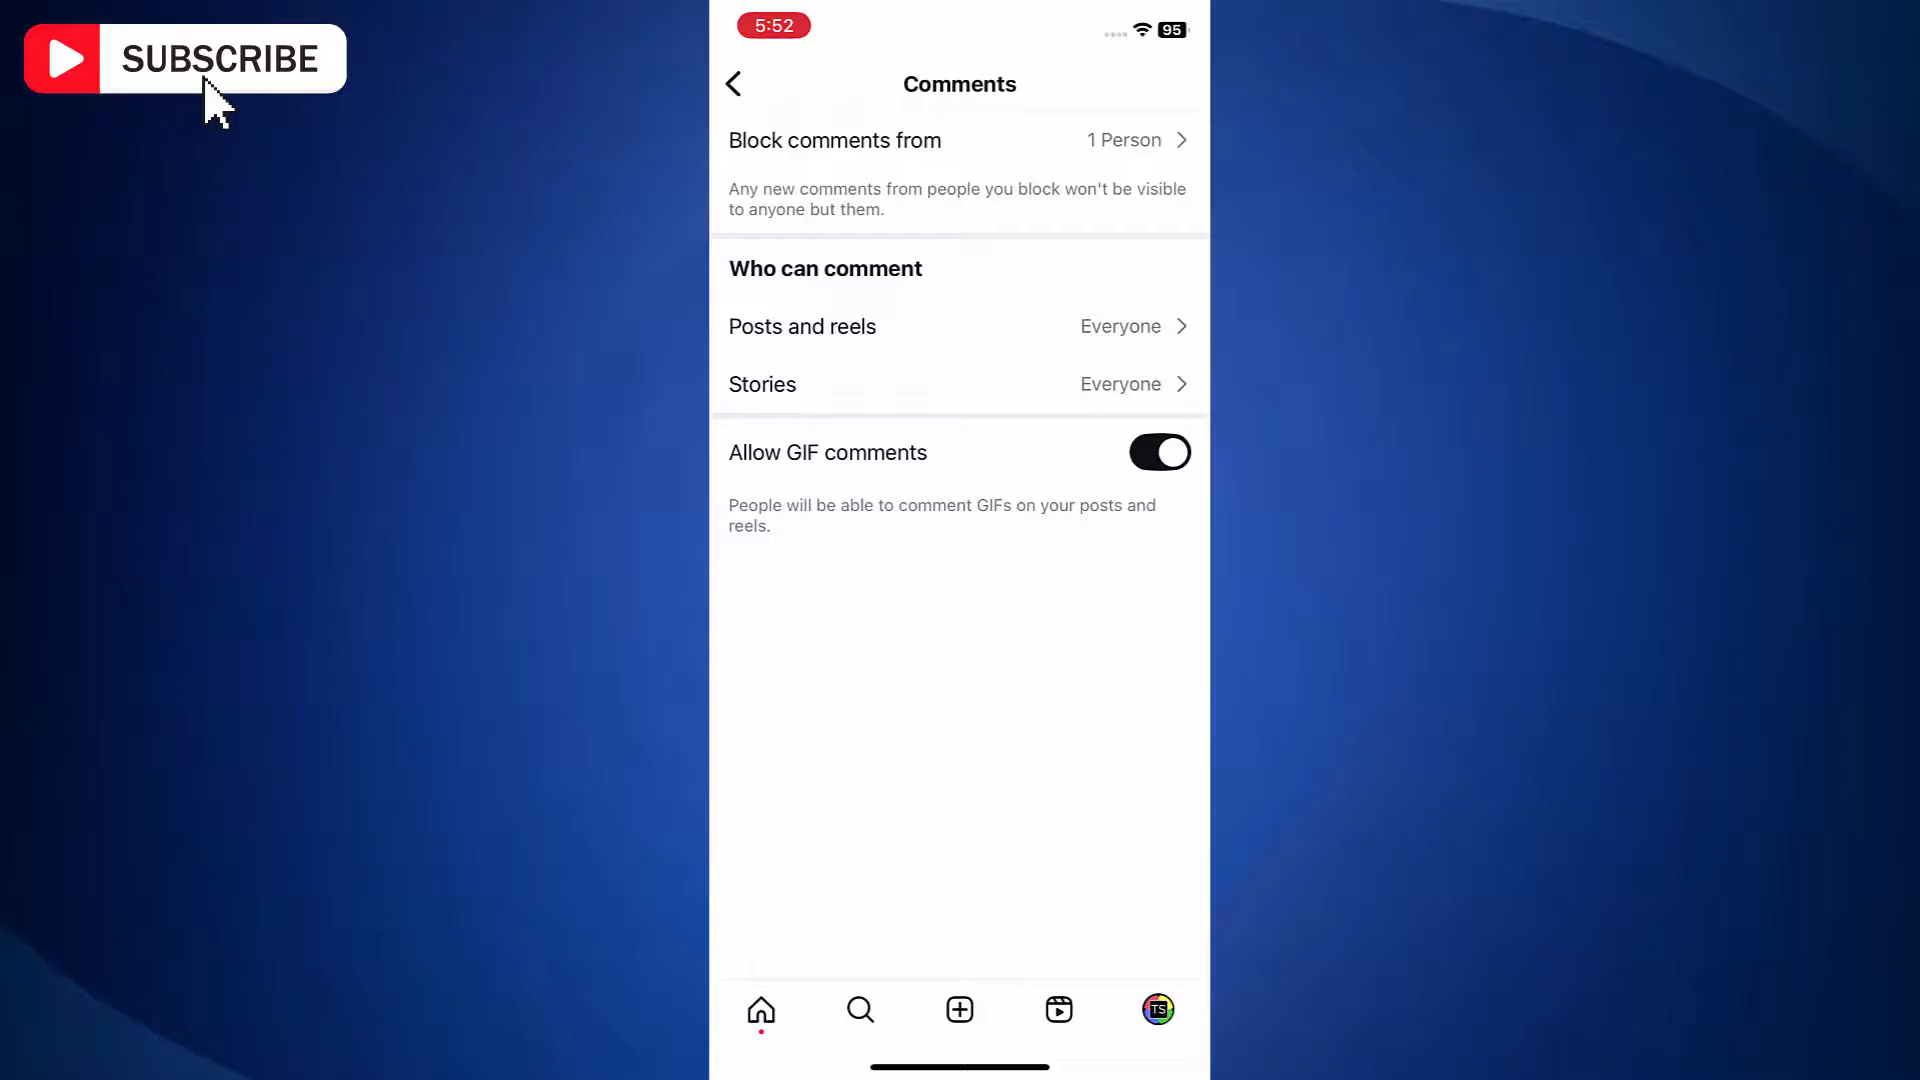 SUBSCRIBE
5:52
95
Comments
Block comments from 1 Person
Any new comments from people you block won't be visible
to anyone but them.
Who can comment
Posts and reels Everyone
Stories Everyone
Allow GIF comments
People will be able to comment GIFs on your posts and
reels.
TS